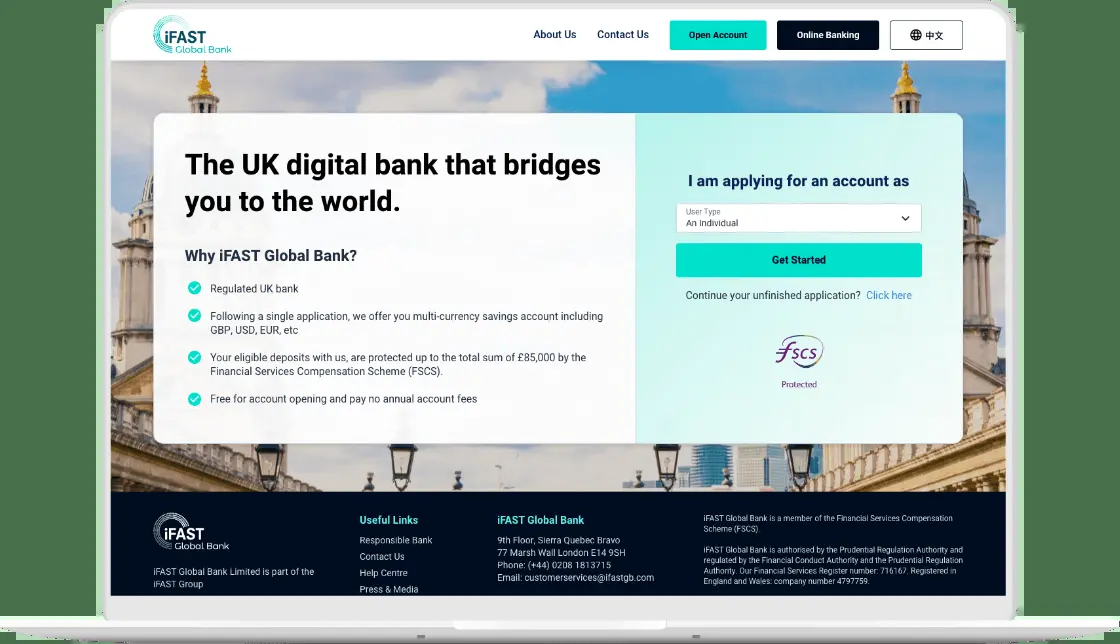 iFAST
Global Bank
About Us
Contact Us
Open Account
Online Banking
中文
The UK digital bank that bridges
you to the world.
Why iFAST Global Bank?
Regulated UK bank
Following a single application, we offer you multi-currency savings account including
GBP, USD, EUR, etc
Your eligible deposits with us, are protected up to the total sum of £85,000 by the
Financial Services Compensation Scheme (FSCS).
Free for account opening and pay no annual account fees
I am applying for an account as
User Type
An Individual
Get Started
Continue your unfinished application? Click here
fscs
Protected
iFAST
Global Bank
iFAST Global Bank Limited is part of the
iFAST Group
Useful Links
Responsible Bank
Contact Us
Help Centre
Press & Media
iFAST Global Bank
9th Floor, Sierra Quebec Bravo
77 Marsh Wall London E14 9SH
Phone: (+44) 0208 1813715
Email: customerservices@ifastgb.com
iFAST Global Bank is a member of the Financial Services Compensation
Scheme (FSCS).
iFAST Global Bank is authorised by the Prudential Regulation Authority and
regulated by the Financial Conduct Authority and the Prudential Regulation
Authority. Our Financial Services Register number: 716167. Registered in
England and Wales: company number 4797759.